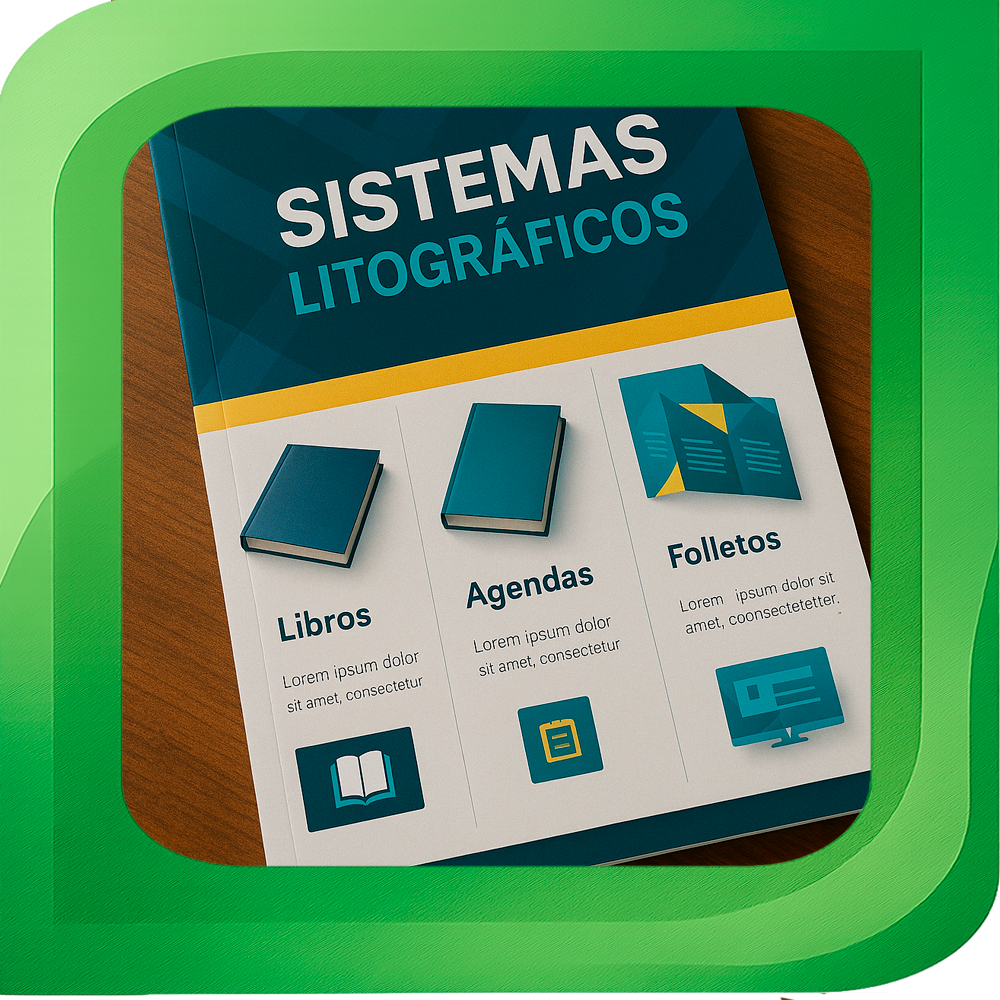 SISTEMAS
LITOGRÁFICOS
Libros
Lorem ipsum dolor
sit amet, consectetur
Agendas
Lorem ipsum dolor
sit amet, consectetur
Folletos
Lorem ipsum dolor sit
amet, coonsectetetter.